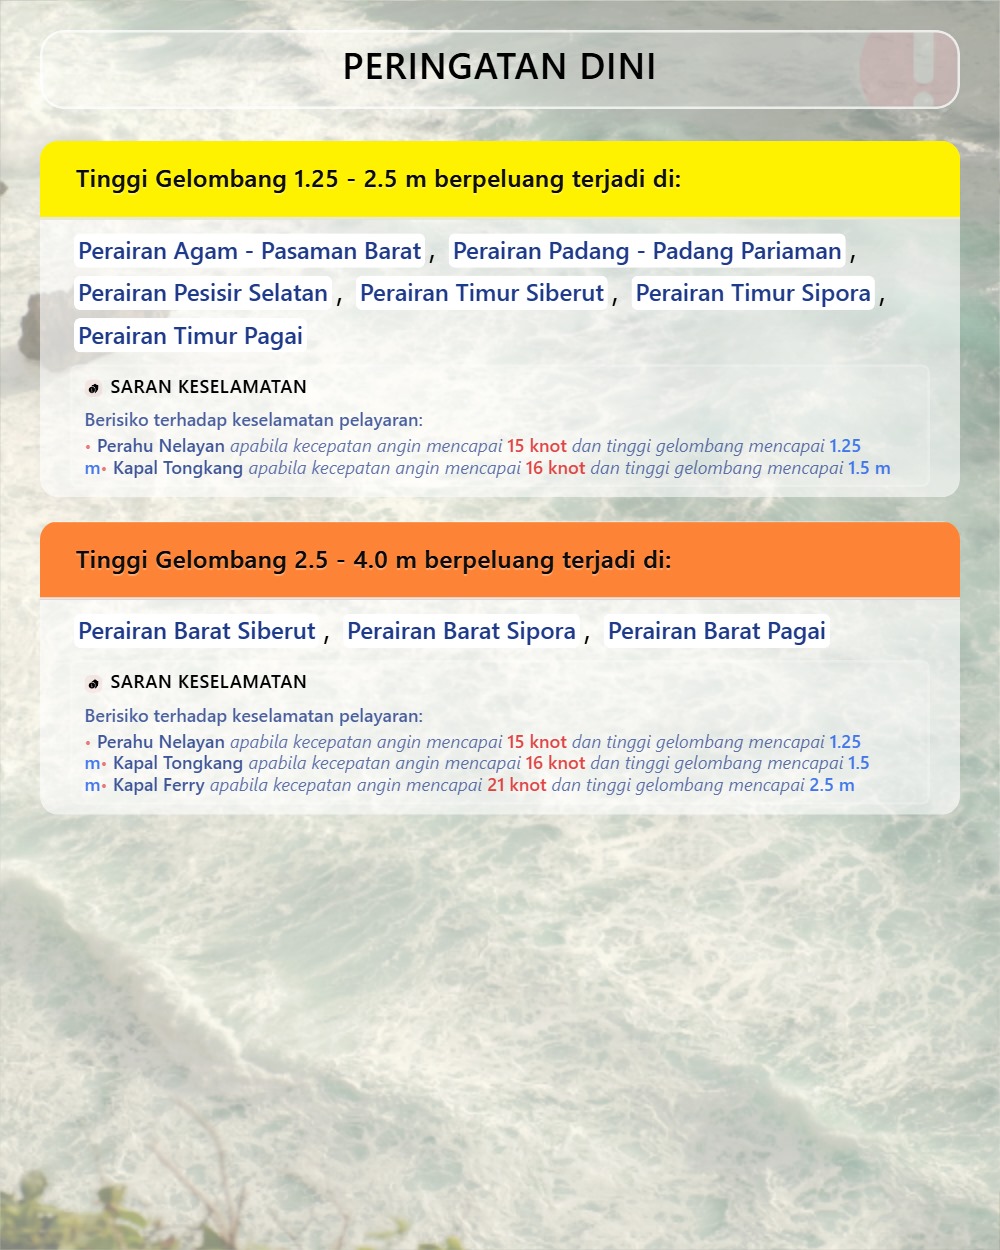 PERINGATAN DINI
Tinggi Gelombang 1.25 - 2.5 m berpeluang terjadi di:
Perairan Agam - Pasaman Barat , Perairan Padang - Padang Pariaman ,
Perairan Pesisir Selatan , Perairan Timur Siberut , Perairan Timur Sipora ,
Perairan Timur Pagai
SARAN KESELAMATAN
Berisiko terhadap keselamatan pelayaran:
• Perahu Nelayan apabila kecepatan angin mencapai 15 knot dan tinggi gelombang mencapai 1.25
m• Kapal Tongkang apabila kecepatan angin mencapai 16 knot dan tinggi gelombang mencapai 1.5 m
Tinggi Gelombang 2.5 - 4.0 m berpeluang terjadi di:
Perairan Barat Siberut , Perairan Barat Sipora , Perairan Barat Pagai
SARAN KESELAMATAN
Berisiko terhadap keselamatan pelayaran:
• Perahu Nelayan apabila kecepatan angin mencapai 15 knot dan tinggi gelombang mencapai 1.25
m• Kapal Tongkang apabila kecepatan angin mencapai 16 knot dan tinggi gelombang mencapai 1.5
m• Kapal Ferry apabila kecepatan angin mencapai 21 knot dan tinggi gelombang mencapai 2.5 m